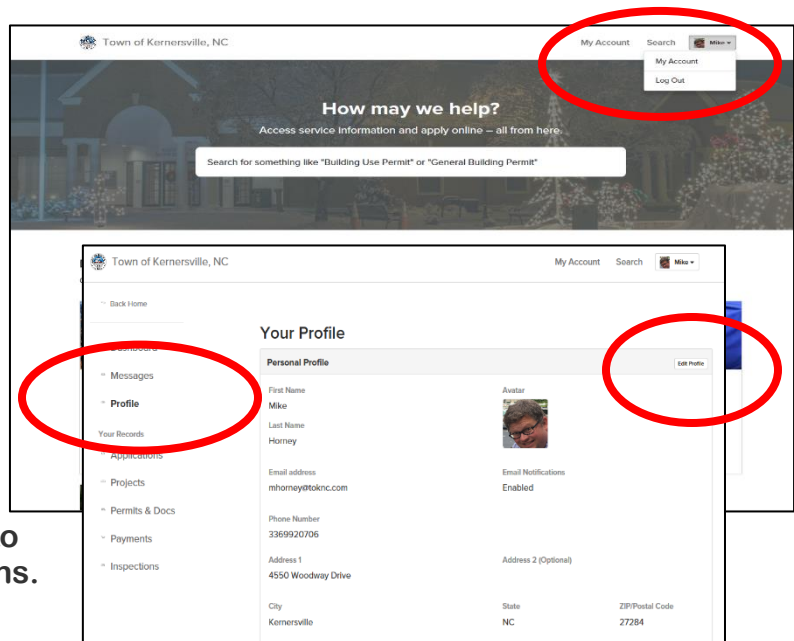 Town of Kernersville, NC
My Account Search Mike
My Account
Log Out
How may we help?
Access service information and apply online – all from here.
Search for something like "Building Use Permit" or "General Building Permit"
Town of Kernersville, NC
My Account Search Mike
Back Home
Your Profile
Dashboard
Personal Profile Edit Profile
Messages
First Name Avatar
Profile
Mike
Last Name
Your Records
Horney
Applications
Email address Email Notifications
Projects
mhorney@toknc.com Enabled
Permits & Docs
Phone Number
3369920706
Payments
Address 1 Address 2 (Optional)
Inspections
4550 Woodway Drive
City State ZIP/Postal Code
Kernersville NC 27284
ns.